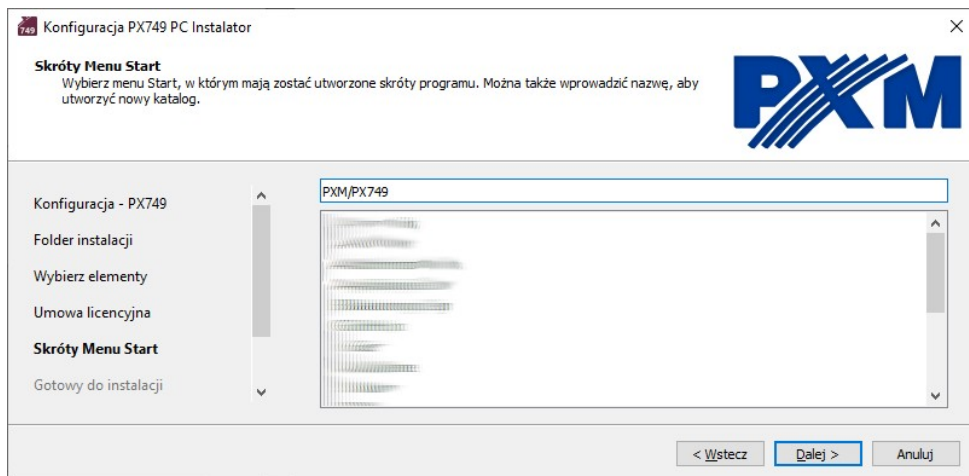 749 Konfiguracja PX749 PC Instalator
Skróty Menu Start
Wybierz menu Start, w którym mają zostać utworzone skróty programu. Można także wprowadzić nazwę, aby
utworzyć nowy katalog.
PXM
Konfiguracja - PX749
Folder instalacji
Wybierz elementy
Umowa licencyjna
Skróty Menu Start
Gotowy do instalacji
PXM/PX749
< Wstecz
Dalej >
Anuluj